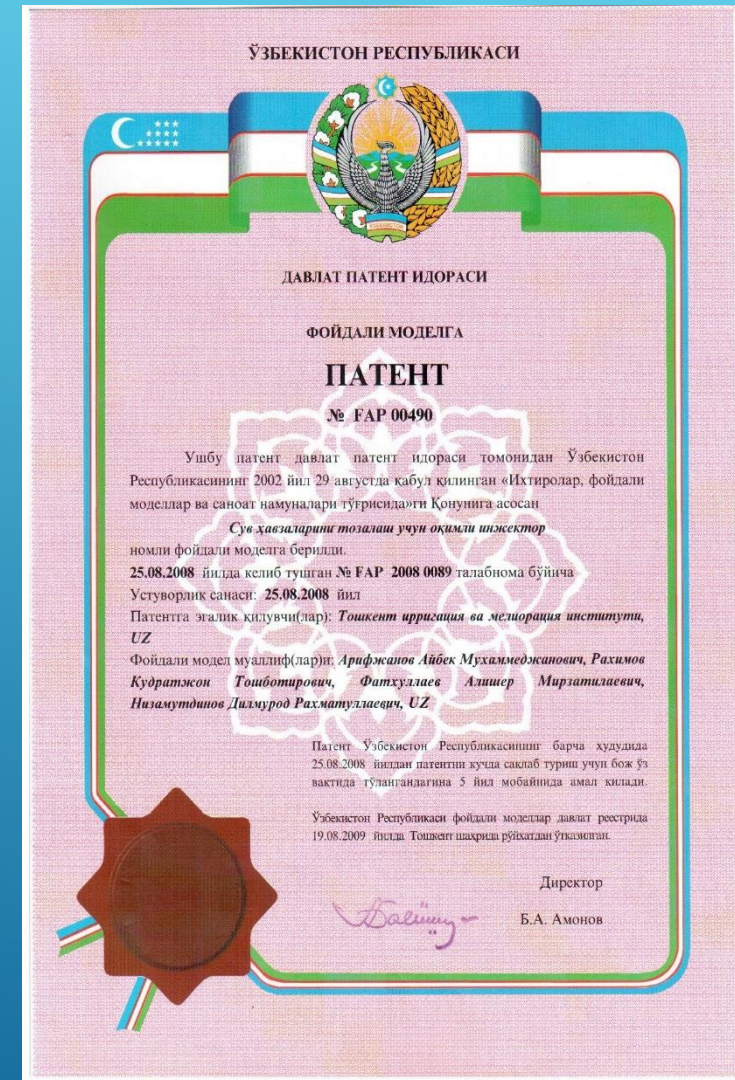 ЎЗБЕКИСТОН РЕСПУБЛИКАСИ
ДАВЛАТ ПАТЕНТ ИДОРАСИ
ФОЙДАЛИ МОДЕЛГА
ПАТЕНТ
№ FAP 00490
Ушбу патент давлат патент идораси томонидан Ўзбекистон
Республикасининг 2002 йил 29 августда қабул қилинган «Ихтиролар, фойдали
моделлар ва саноат намуналари тўғрисида»ги Қонунига асосан
Сув ҳавзаларини тозалаш учун оқимли инжектор
номли фойдали моделга берилди.
25.08.2008 йилда келиб тушган № FAP 2008 0089 талабнома бўйича
Устуворлик санаси: 25.08.2008 йил
Патентга эгалик қилувчи(лар): Тошкент ирригация ва мелиорация институти,
UZ
Фойдали модел муаллиф(лар)и: Арифжанов Айбек Мухаммеджанович, Рахимов
Кудратжон Тошботирович, Фатхуллаев Алишер Мирзатилаевич,
Низамутдинов Дилмурод Рахматуллаевич, UZ
Патент Ўзбекистон Республикасининг барча ҳудудида
25.08.2008 йилдан патентни кучда сақлаб туриш учун бож ўз
вақтида тўлангандагина 5 йил мобайнида амал қилади.
Ўзбекистон Республикаси фойдали моделлар давлат реестрида
19.08.2009 йилда Тошкент шаҳрида рўйхатдан ўтказилган.
Директор
Б.А. Амонов